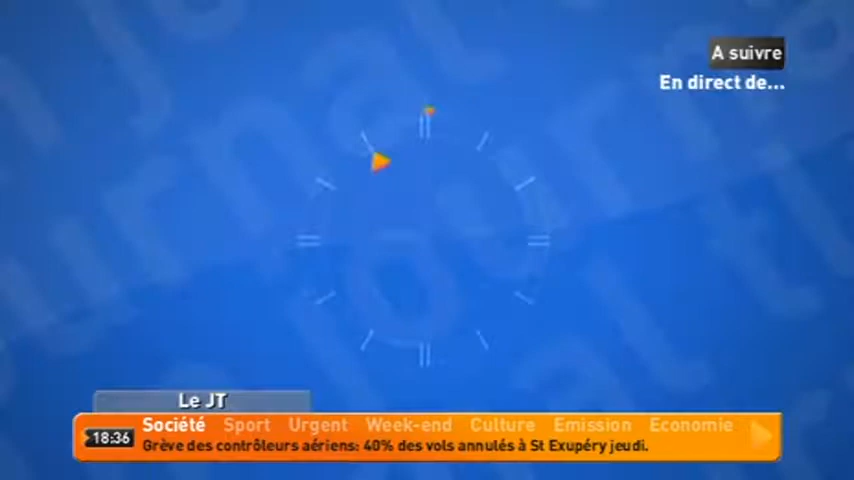 A suivre
En direct de...
Le JT
Société Sport Urgent Week-end Culture Emission Economie
18:36
Grève des contrôleurs aériens: 40% des vols annulés à St Exupéry jeudi.